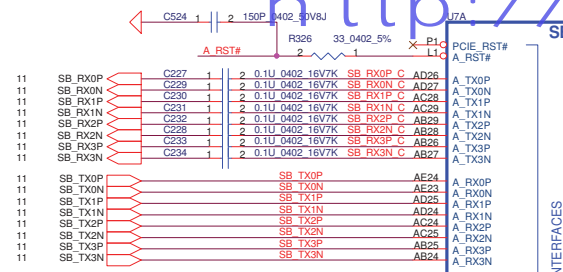 http://
C524 1 2 150P_0402_50V8J U7A
SB
A_RST# R326 2 1 33_0402_5% P1 PCIE_RST#
L1 A_RST#
11 SB_RX0P C227 1 2 0.1U_0402_16V7K SB_RX0P_C AD26 A_TX0P
11 SB_RX0N C229 1 2 0.1U_0402_16V7K SB_RX0N_C AD27 A_TX0N
11 SB_RX1P C230 1 2 0.1U_0402_16V7K SB_RX1P_C AC28 A_TX1P
11 SB_RX1N C231 1 2 0.1U_0402_16V7K SB_RX1N_C AC29 A_TX1N
11 SB_RX2P C232 1 2 0.1U_0402_16V7K SB_RX2P_C AB29 A_TX2P
11 SB_RX2N C228 1 2 0.1U_0402_16V7K SB_RX2N_C AB28 A_TX2N
11 SB_RX3P C233 1 2 0.1U_0402_16V7K SB_RX3P_C AB26 A_TX3P
11 SB_RX3N C234 1 2 0.1U_0402_16V7K SB_RX3N_C AB27 A_TX3N
11 SB_TX0P SB_TX0P AE24 A_RX0P
11 SB_TX0N SB_TX0N AE23 A_RX0N
11 SB_TX1P SB_TX1P AD25 A_RX1P
11 SB_TX1N SB_TX1N AD24 A_RX1N
11 SB_TX2P SB_TX2P AC24 A_RX2P
11 SB_TX2N SB_TX2N AC25 A_RX2N
11 SB_TX3P SB_TX3P AB25 A_RX3P
11 SB_TX3N SB_TX3N AB24 A_RX3N
NTERFACES